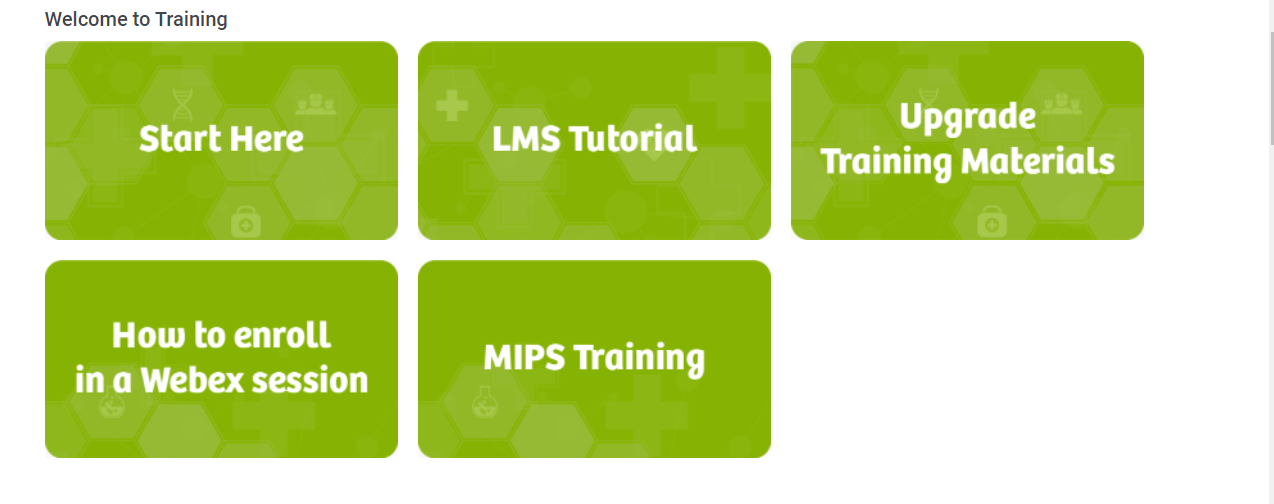 Welcome to Training
Start Here
LMS Tutorial
Upgrade
Training Materials
How to enroll
in a Webex session
MIPS Training